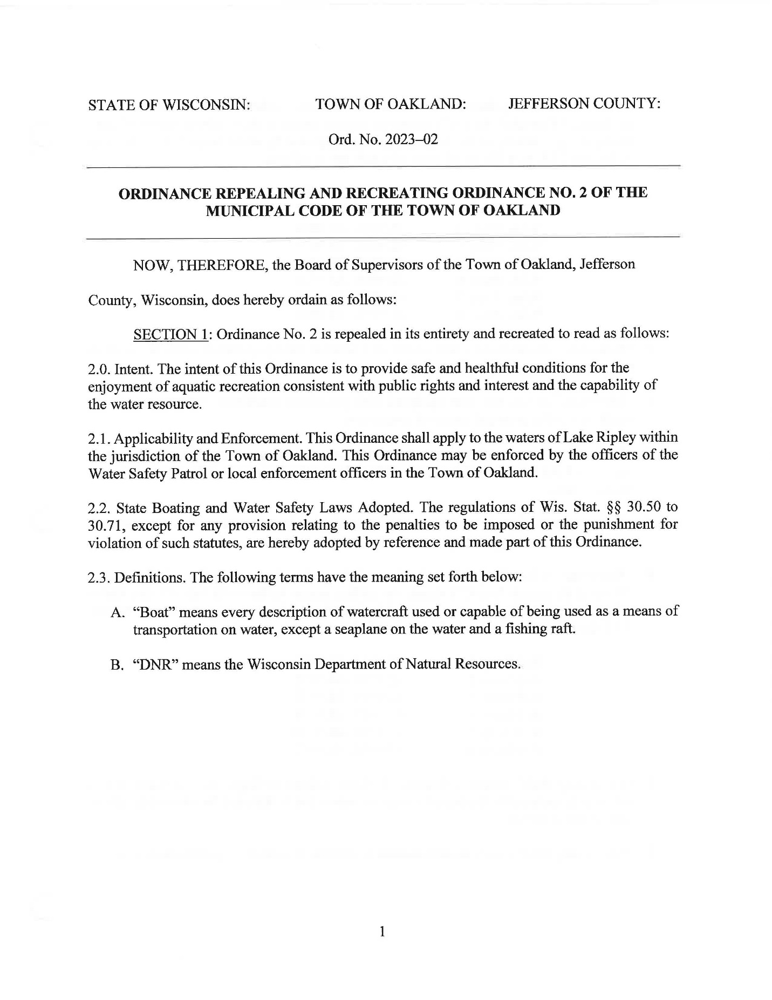 STATE OF WISCONSIN: TOWN OF OAKLAND: JEFFERSON COUNTY:
Ord. No. 2023–02
ORDINANCE REPEALING AND RECREATING ORDINANCE NO. 2 OF THE
MUNICIPAL CODE OF THE TOWN OF OAKLAND
NOW, THEREFORE, the Board of Supervisors of the Town of Oakland, Jefferson
County, Wisconsin, does hereby ordain as follows:
SECTION 1: Ordinance No. 2 is repealed in its entirety and recreated to read as follows:
2.0. Intent. The intent of this Ordinance is to provide safe and healthful conditions for the
enjoyment of aquatic recreation consistent with public rights and interest and the capability of
the water resource.
2.1. Applicability and Enforcement. This Ordinance shall apply to the waters of Lake Ripley within
the jurisdiction of the Town of Oakland. This Ordinance may be enforced by the officers of the
Water Safety Patrol or local enforcement officers in the Town of Oakland.
2.2. State Boating and Water Safety Laws Adopted. The regulations of Wis. Stat. §§ 30.50 to
30.71, except for any provision relating to the penalties to be imposed or the punishment for
violation of such statutes, are hereby adopted by reference and made part of this Ordinance.
2.3. Definitions. The following terms have the meaning set forth below:
A. “Boat” means every description of watercraft used or capable of being used as a means of
transportation on water, except a seaplane on the water and a fishing raft.
B. “DNR” means the Wisconsin Department of Natural Resources.
1